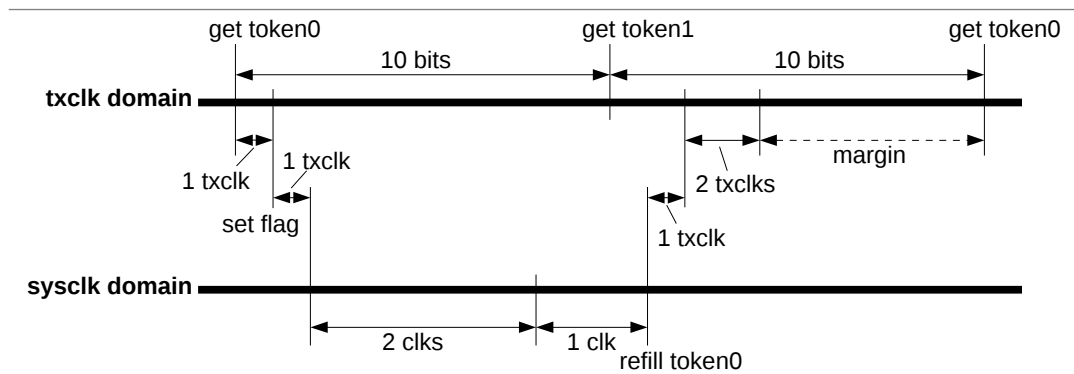 get token0
get token1
get token0
10 bits
10 bits
txclk domain
1 txclk
1 txclk
set flag
2 txclks
margin
1 txclk
sysclk domain
2 clks
1 clk
refill token0